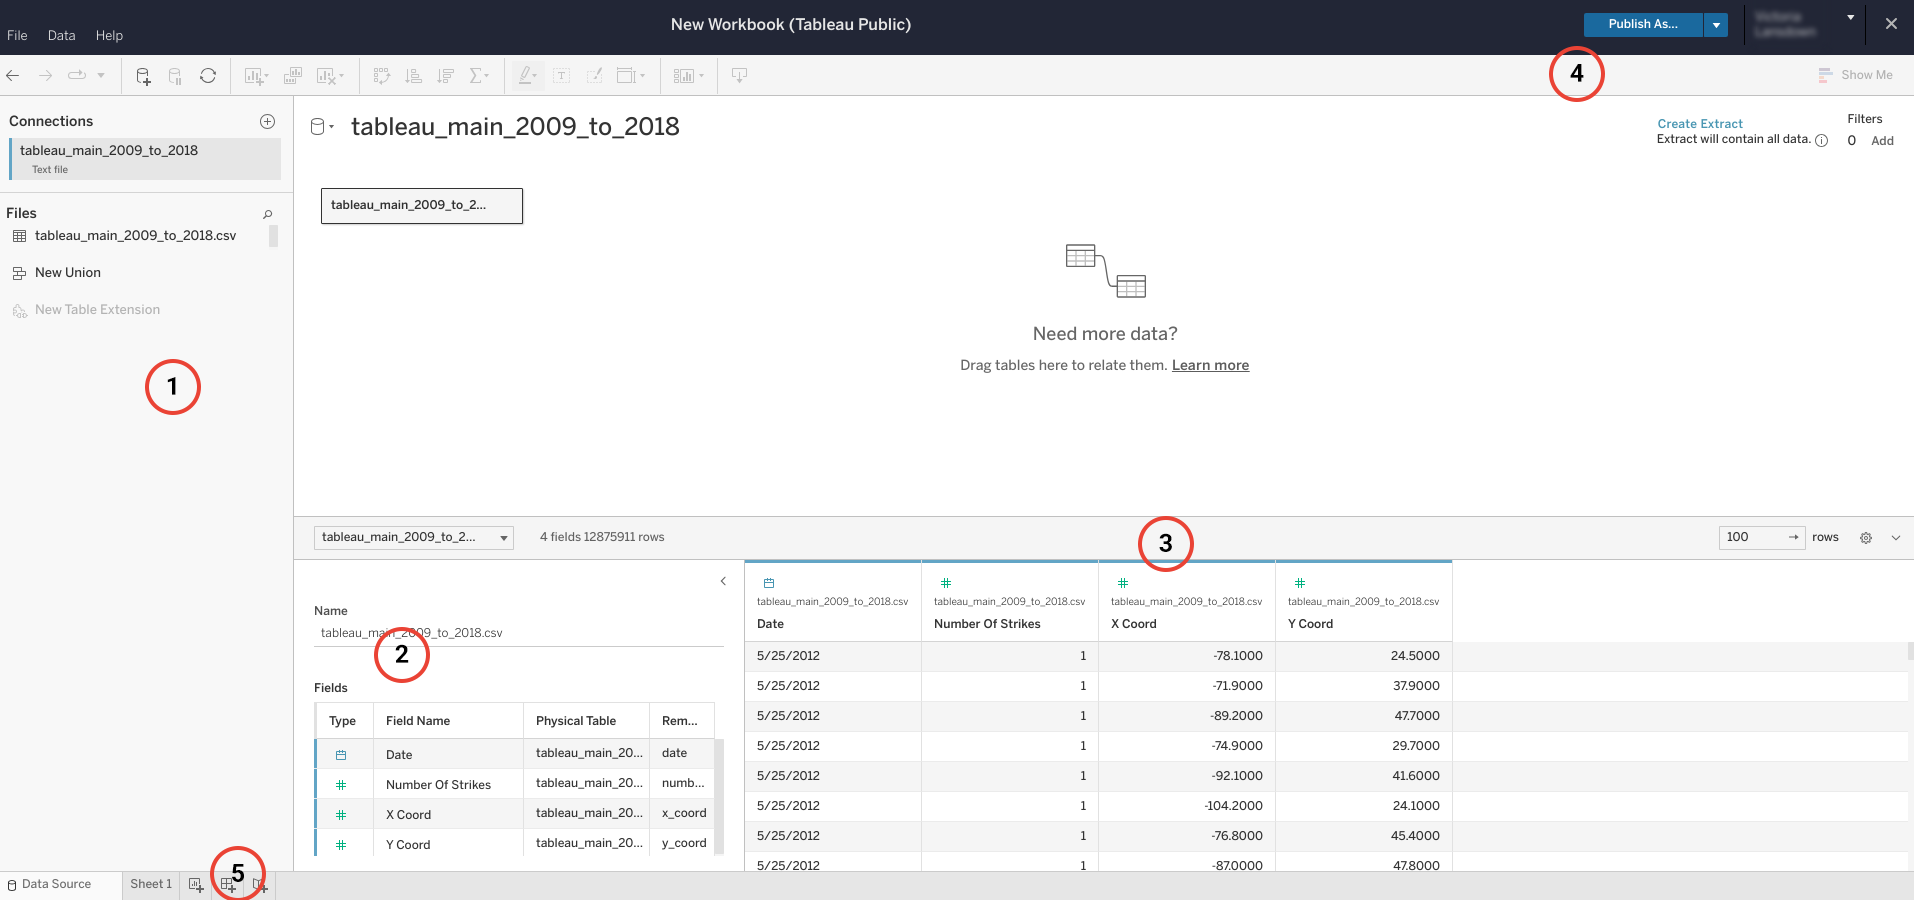 New Workbook (Tableau Public)
Publish As...
File Data Help
4
Show Me
Connections
tableau_main_2009_to_2018
Text file
Files
tableau_main_2009_to_2018.csv
New Union
New Table Extension
1
tableau_main_2009_to_2018
Create Extract
Extract will contain all data.
Filters
0 Add
tableau_main_2009_to_2...
Need more data?
Drag tables here to relate them. Learn more
tableau_main_2009_to_2...
4 fields 12875911 rows
3
100 rows
Name
tableau_main_2009_to_2018.csv
2
Fields
Type Field Name Physical Table Rem...
Date tableau_main_20... date
Number Of Strikes tableau_main_20... numb...
X Coord tableau_main_20... x_coord
Y Coord tableau_main_20... y_coord
tableau_main_2009_to_2018.csv tableau_main_2009_to_2018.csv tableau_main_2009_to_2018.csv tableau_main_2009_to_2018.csv
Date Number Of Strikes X Coord Y Coord
5/25/2012 1 -78.1000 24.5000
5/25/2012 1 -71.9000 37.9000
5/25/2012 1 -89.2000 47.7000
5/25/2012 1 -74.9000 29.7000
5/25/2012 1 -92.1000 41.6000
5/25/2012 1 -104.2000 24.1000
5/25/2012 1 -76.8000 45.4000
5/25/2012 1 -87.0000 47.8000
5
Data Source Sheet 1